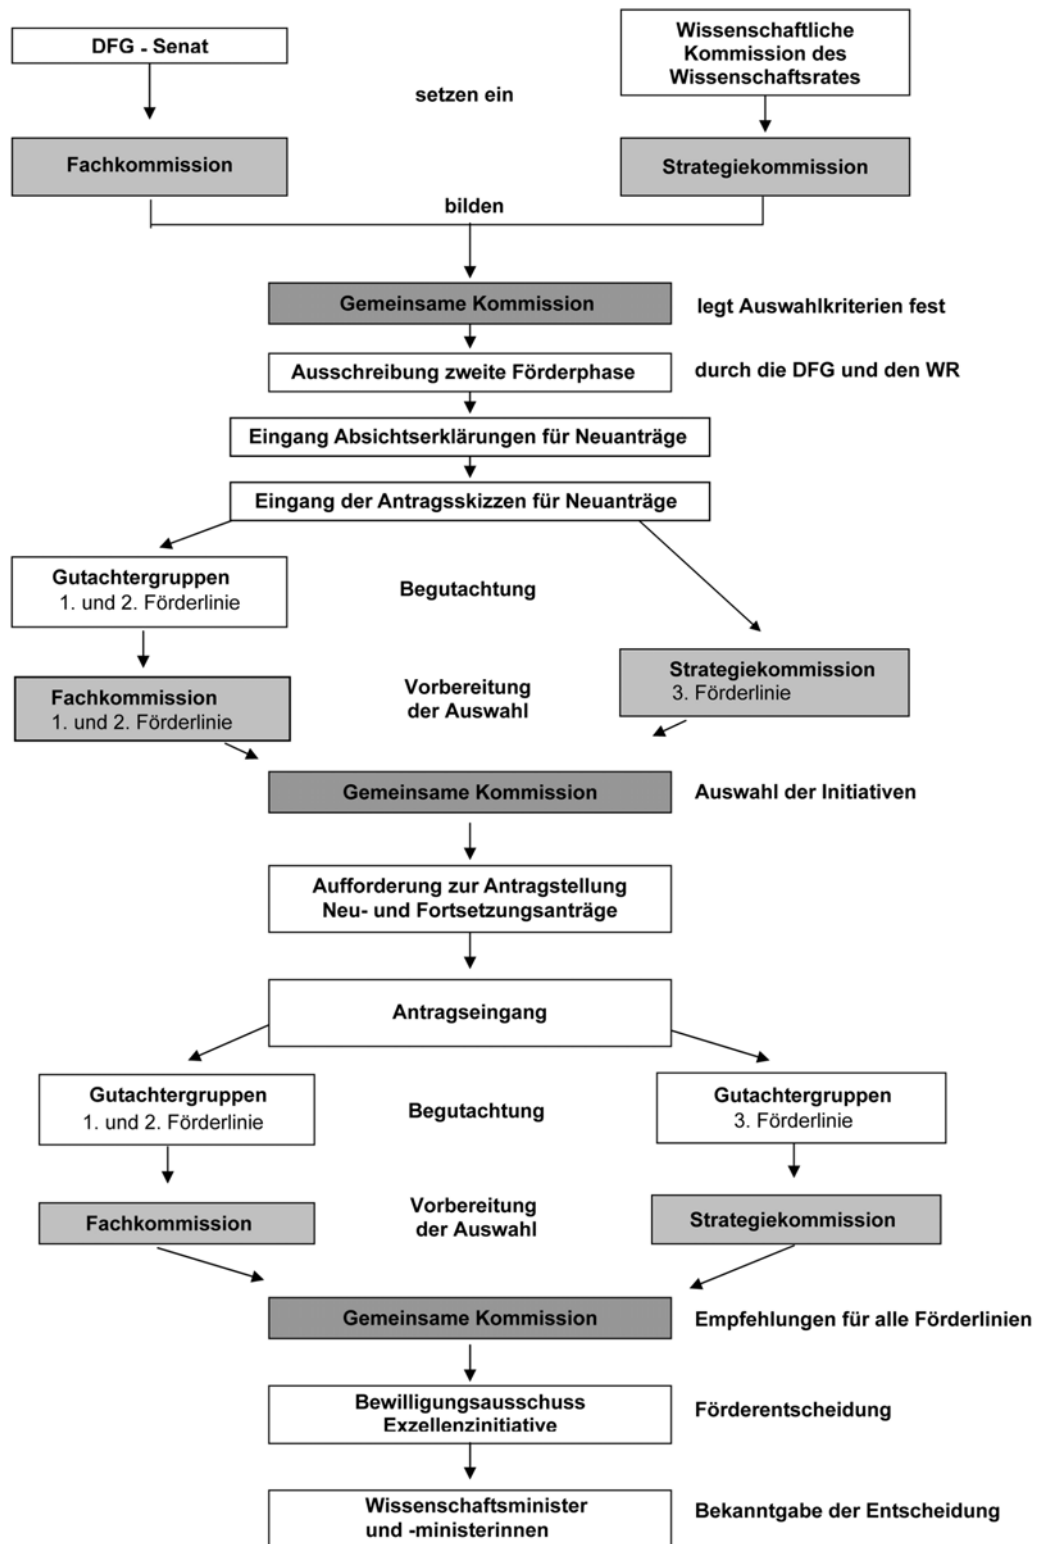 DFG - Senat
Wissenschaftliche
Kommission des
Wissenschaftsrates
setzen ein
Fachkommission
Strategiekommission
bilden
Gemeinsame Kommission
legt Auswahlkriterien fest
Ausschreibung zweite Förderphase
durch die DFG und den WR
Eingang Absichtserklärungen für Neuanträge
Eingang der Antragsskizzen für Neuanträge
Gutachtergruppen
1. und 2. Förderlinie
Begutachtung
Fachkommission
1. und 2. Förderlinie
Vorbereitung
der Auswahl
Strategiekommission
3. Förderlinie
Gemeinsame Kommission
Auswahl der Initiativen
Aufforderung zur Antragstellung
Neu- und Fortsetzungsanträge
Antragseingang
Gutachtergruppen
1. und 2. Förderlinie
Begutachtung
Gutachtergruppen
3. Förderlinie
Fachkommission
Vorbereitung
der Auswahl
Strategiekommission
Gemeinsame Kommission
Empfehlungen für alle Förderlinien
Bewilligungsausschuss
Exzellenzinitiative
Förderentscheidung
Wissenschaftsminister
und -ministerinnen
Bekanntgabe der Entscheidung